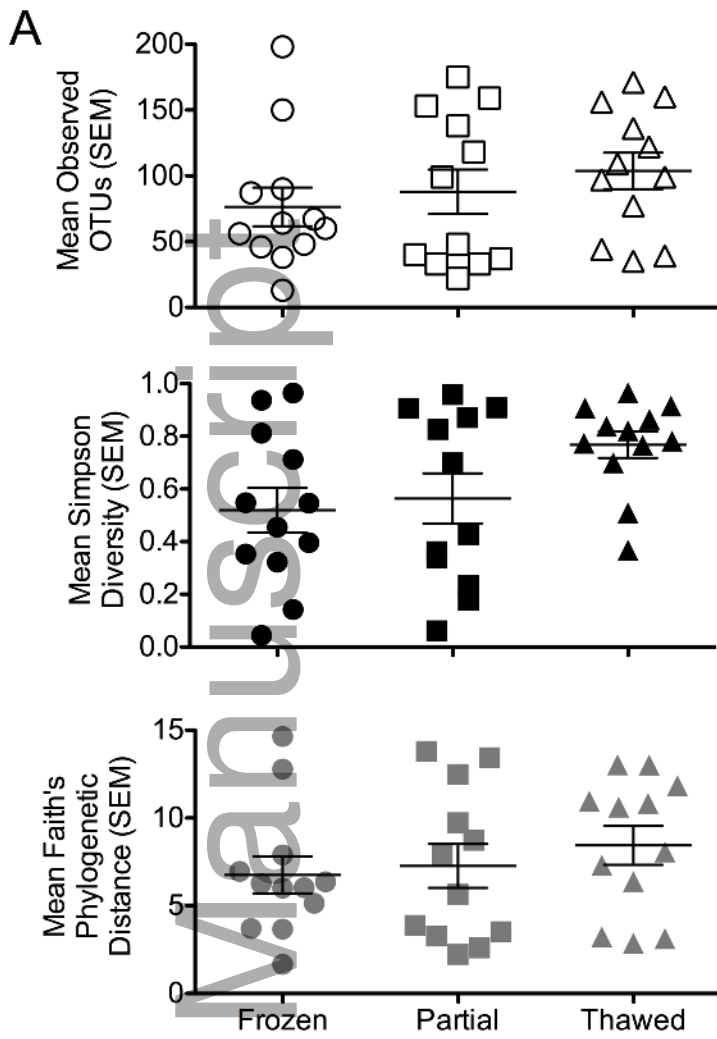 A
Mean Observed
OTUs (SEM)
200
150
100
50
0
Mean Simpson
Diversity (SEM)
1.0
0.8
0.6
0.4
0.2
0.0
Mean Faith's
Phylogenetic
Distance (SEM)
15
10
5
0
Frozen Partial Thawed
Manuscript